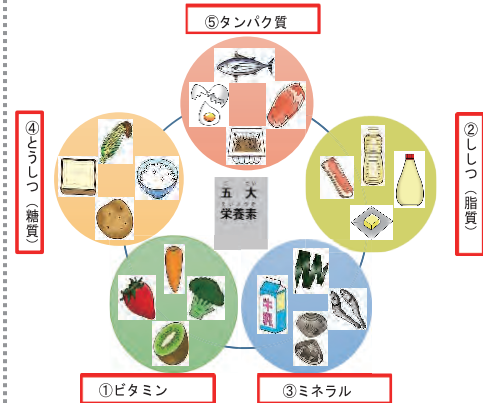 ⑤タンパク質
④とうしつ（糖質）
②ししつ（脂質）
五大
栄養素
牛乳
①ビタミン
③ミネラル